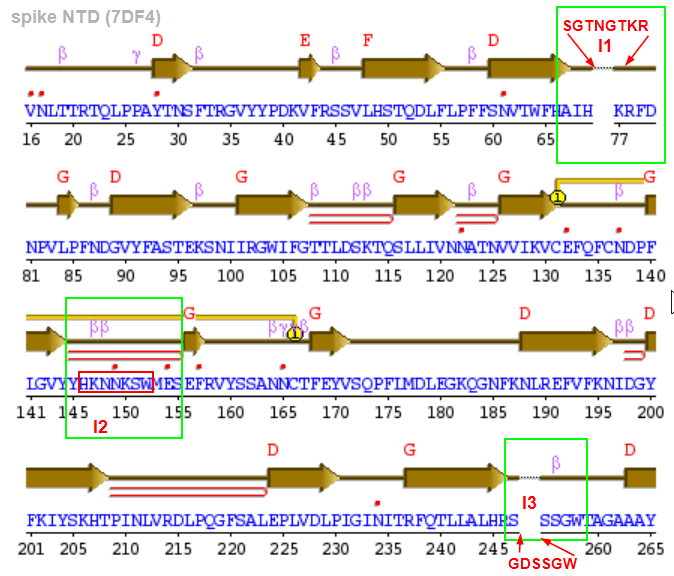 spike NTD (7DF4)
SGTNGTKR
I1
β γ D β E β F β D
VNLTTRTQLPPAYTNSFTRGVYYPDKVFRSSVLHSTQDLFLPFFSNVTWFHAIH KRFD
16 20 25 30 35 40 45 50 55 60 65 77
G β D β G β ββ G β G 1 β G
NPVLPFNDGVYFASTEKSNIIRGWIFGTTLDSKTQSLLIVNNATNVVIKVCEFQFCNDPF
81 85 90 95 100 105 110 115 120 125 130 135 140
ββ G βγ 1 β G D ββ D
LGVYYHKNNKSWMESEFRVYSSANNCTFEYVSQPFLMDLEGKQGNFKNLREFVFKNIDGY
141 145 150 155 160 165 170 175 180 185 190 195 200
I2
D G β D
I3
FKIYSKHTPINLVRDLPQGFSALEPLVDLPIGINITRFQTLLALHRS SSGWTAGAAAY
201 205 210 215 220 225 230 235 240 245 260 265
GDSSGW